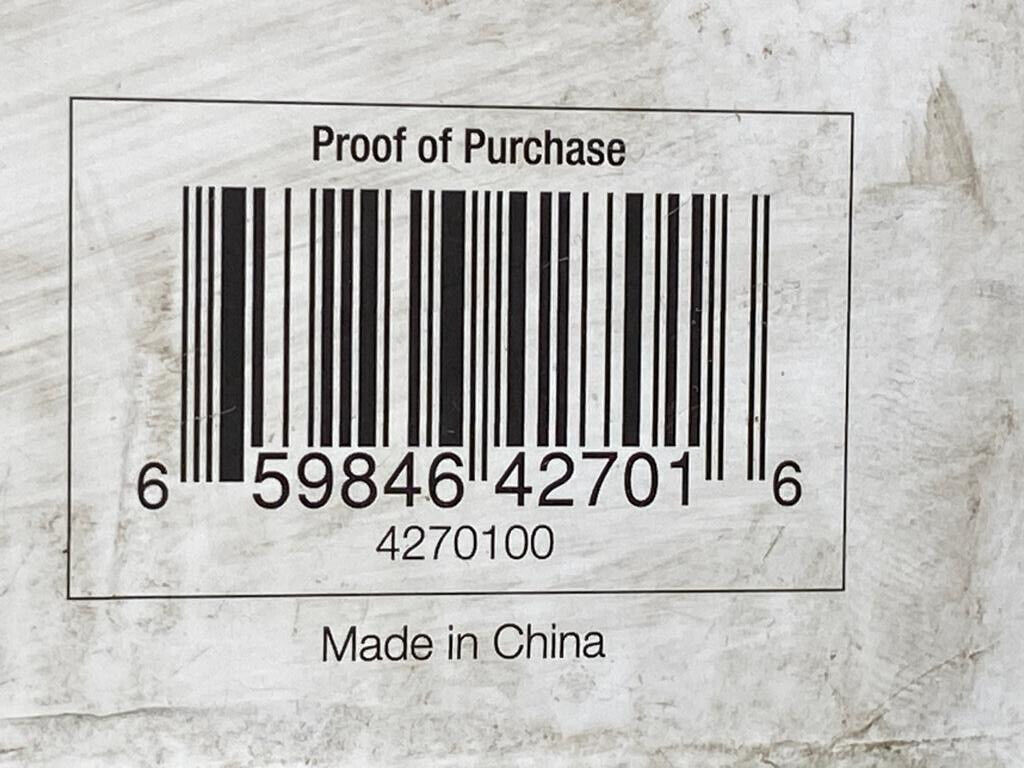 Proof of Purchase
6 59846 42701 6
4270100
Made in China